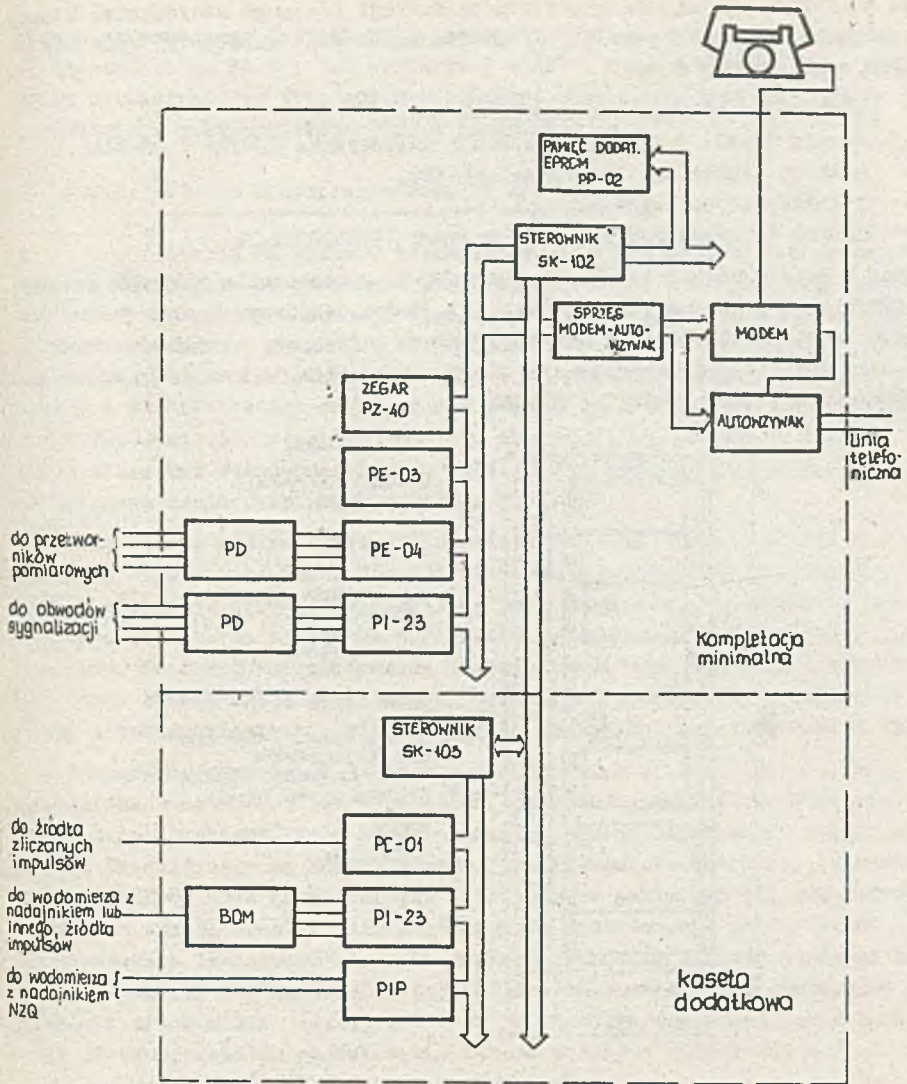 PAMIĘĆ DODAT.
EPROM
PP-02
STEROWNIK
SK-102
SPRZĘG
MODEM-AUTO-
WZYWAK
MODEM
ZEGAR
PZ-40
AUTOWZYWAK
Linia
telefo-
niczna
PE-03
do przetwor-
ników
pomiarowych
PD
PE-04
do obwodów
sygnalizacji
PD
PI-23
Kompletacja
minimalna
STEROWNIK
SK-103
do źródła
zliczanych
impulsów
PC-01
do wodomierza z
nadajnikiem lub
innego, źródła
impulsów
BOM
PI-23
do wodomierza
z nadajnikiem
NZQ
PIP
kaseta
dodatkowa